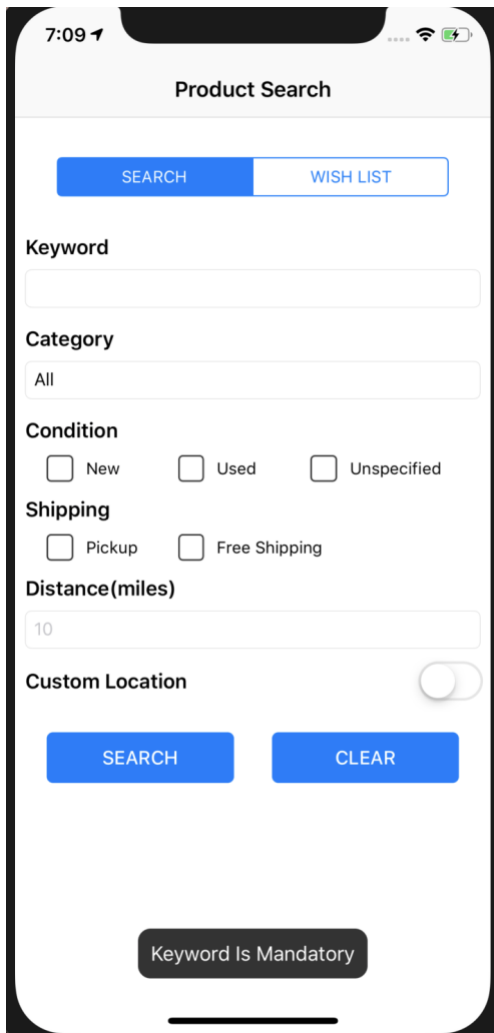 7:09
Product Search
SEARCH WISH LIST
Keyword
Category
All
Condition
New Used Unspecified
Shipping
Pickup Free Shipping
Distance(miles)
10
Custom Location
SEARCH CLEAR
Keyword Is Mandatory